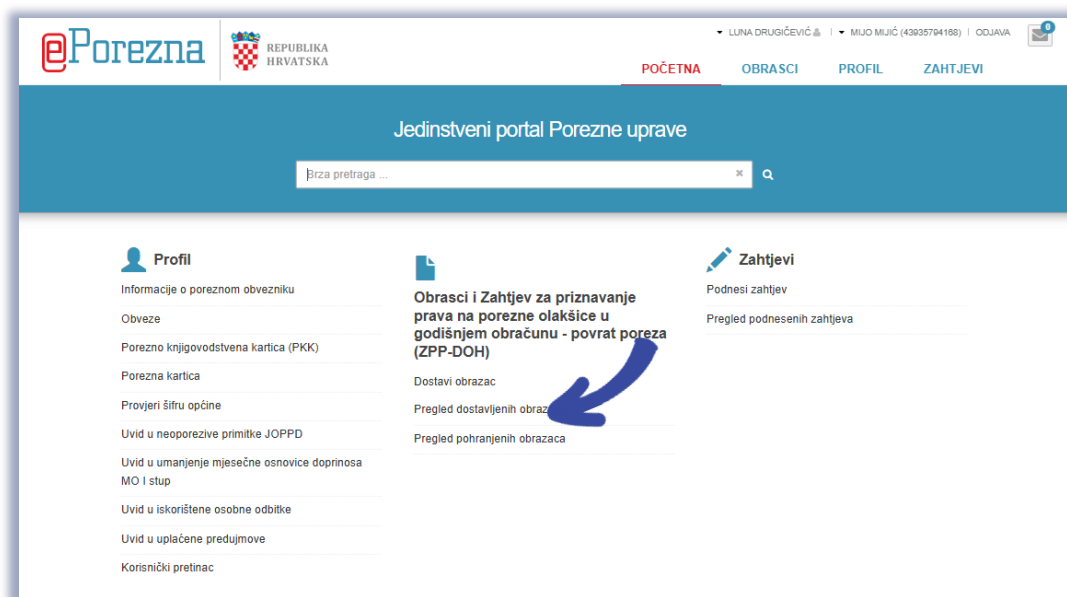 ePorezna
REPUBLIKA
HRVATSKA
LUNA DRUGIČEVIĆ | MIJO MIJIĆ (43935794168) | ODJAVA
0
POČETNA OBRASCI PROFIL ZAHTJEVI
Jedinstveni portal Porezne uprave
Brza pretraga ...
Profil
Informacije o poreznom obvezniku
Obveze
Porezno knjigovodstvena kartica (PKK)
Porezna kartica
Provjeri šifru općine
Uvid u neoporezive primitke JOPPD
Uvid u umanjenje mjesečne osnovice doprinosa
MO I stup
Uvid u iskorištene osobne odbitke
Uvid u uplaćene predujmove
Korisnički pretinac
Obrasci i Zahtjev za priznavanje
prava na porezne olakšice u
godišnjem obračunu - povrat poreza
(ZPP-DOH)
Dostavi obrazac
Pregled dostavljenih obraz
Pregled pohranjenih obrazaca
Zahtjevi
Podnesi zahtjev
Pregled podnesenih zahtjeva